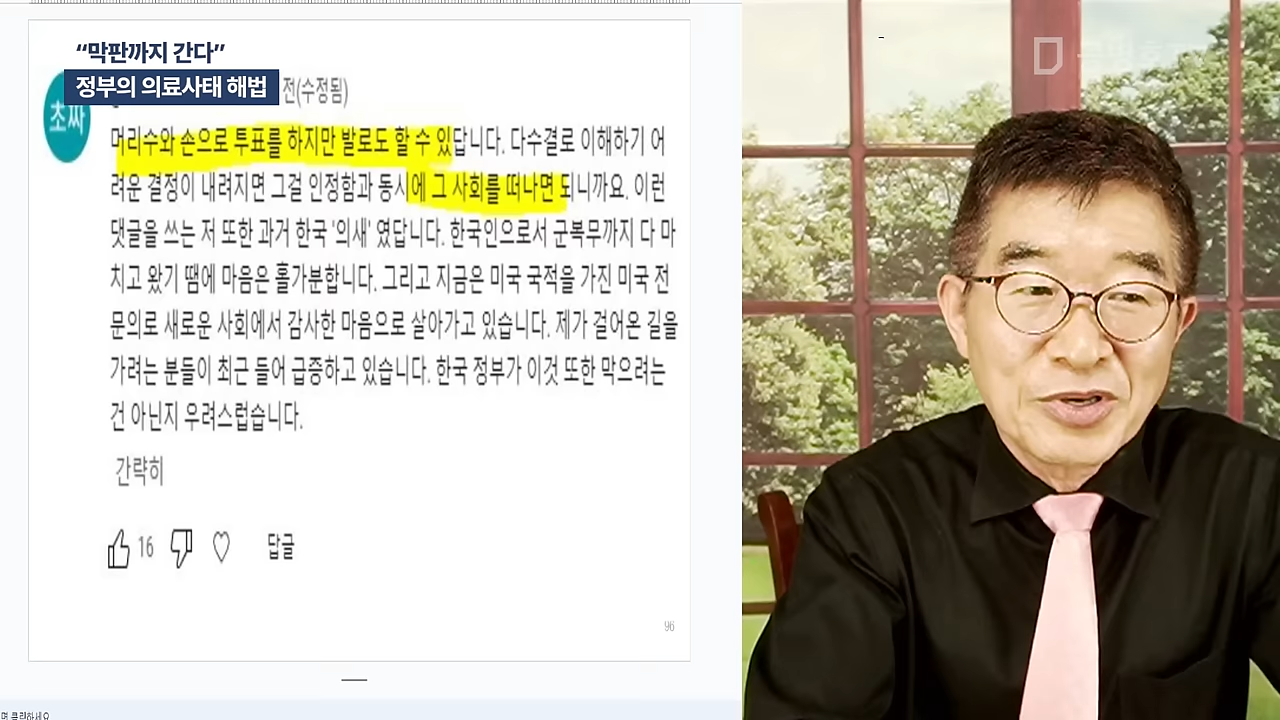 “막판까지 간다”
정부의 의료사태 해법
전(수정됨)
초짜
머리수와 손으로 투표를 하지만 발로도 할 수 있답니다. 다수결로 이해하기 어
려운 결정이 내려지면 그걸 인정함과 동시에 그 사회를 떠나면 되니까요. 이런
댓글을 쓰는 저 또한 과거 한국 '의새' 였답니다. 한국인으로서 군복무까지 다 마
치고 왔기 땜에 마음은 홀가분합니다. 그리고 지금은 미국 국적을 가진 미국 전
문의로 새로운 사회에서 감사한 마음으로 살아가고 있습니다. 제가 걸어온 길을
가려는 분들이 최근 들어 급증하고 있습니다. 한국 정부가 이것 또한 막으려는
건 아닌지 우려스럽습니다.
간략히
16 답글
96